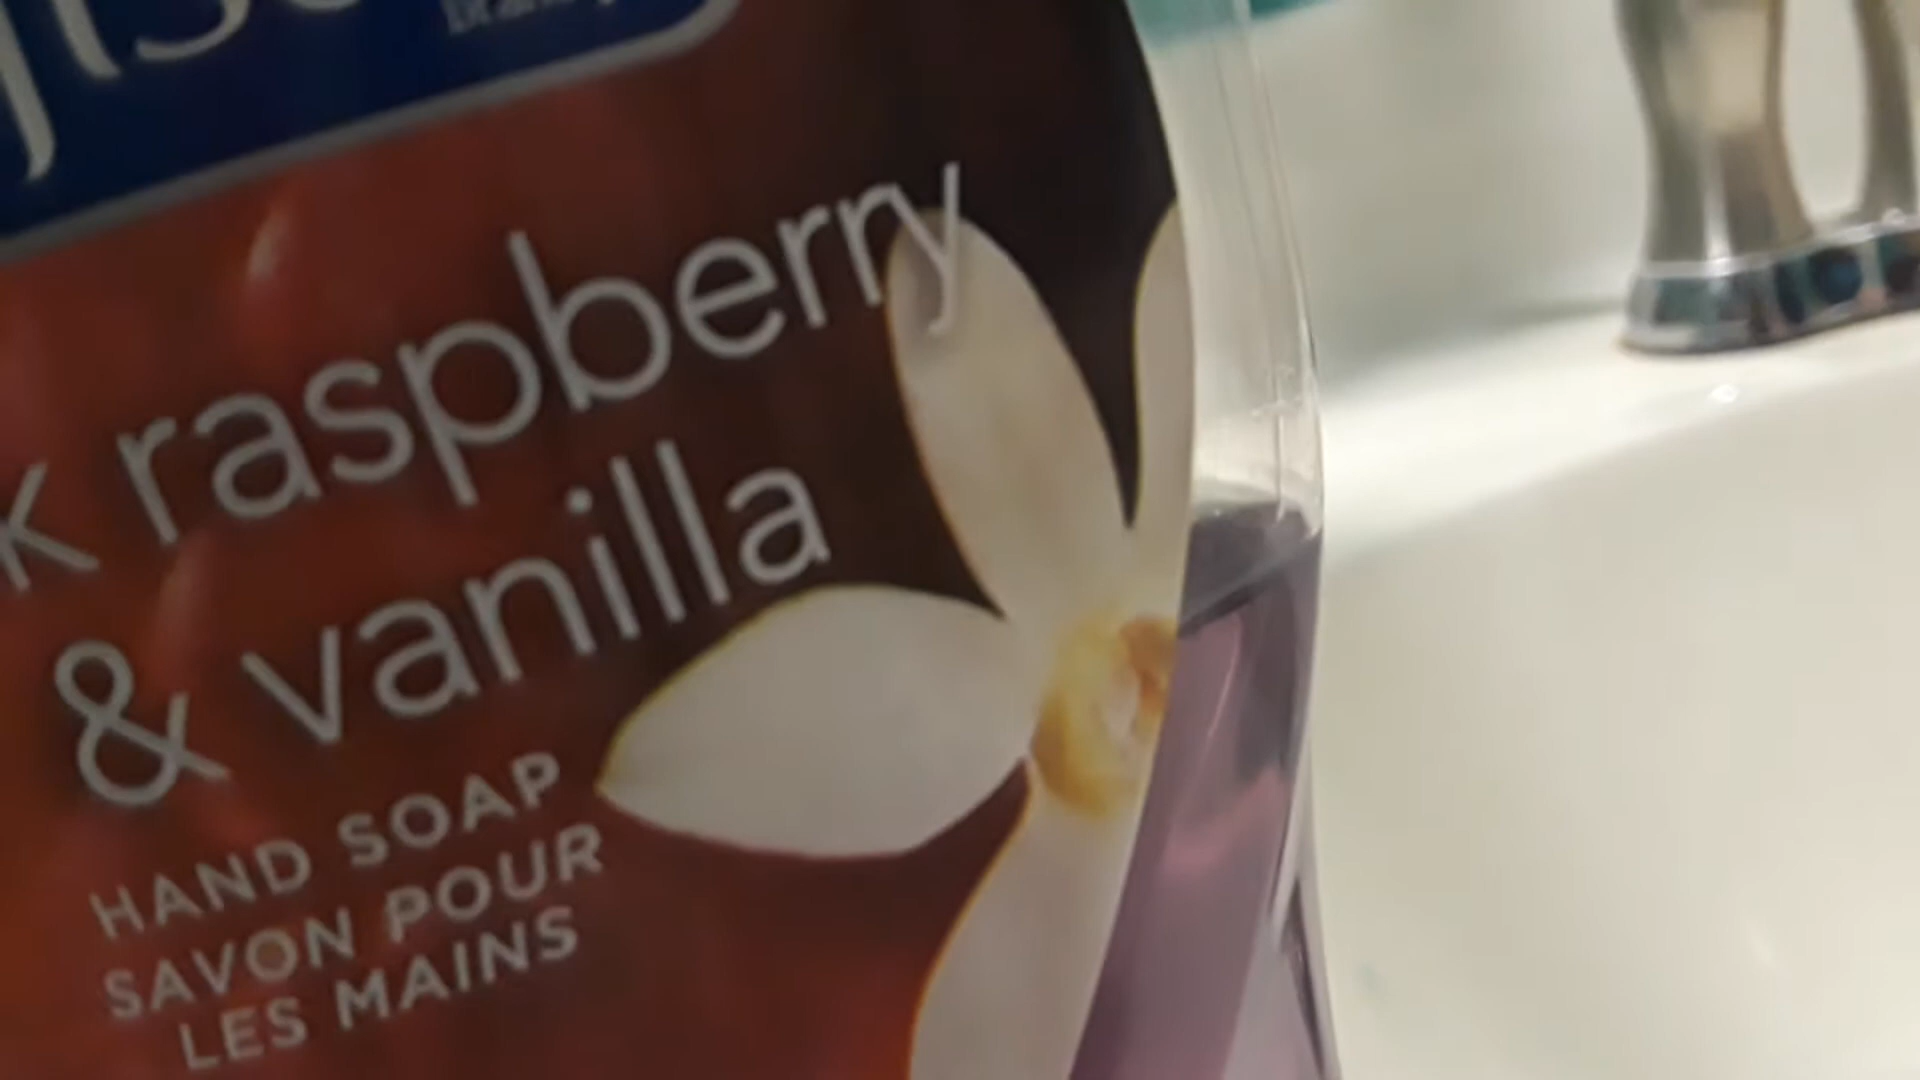 k raspberry
& vanilla
HAND SOAP
SAVON POUR
LES MAINS